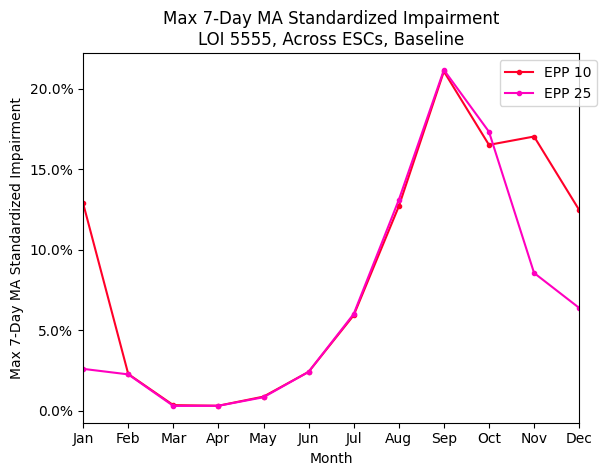 Max 7-Day MA Standardized Impairment
LOI 5555, Across ESCs, Baseline
EPP 10
EPP 25
Max 7-Day MA Standardized Impairment
20.0%
15.0%
10.0%
5.0%
0.0%
Jan Feb Mar Apr May Jun Jul Aug Sep Oct Nov Dec
Month